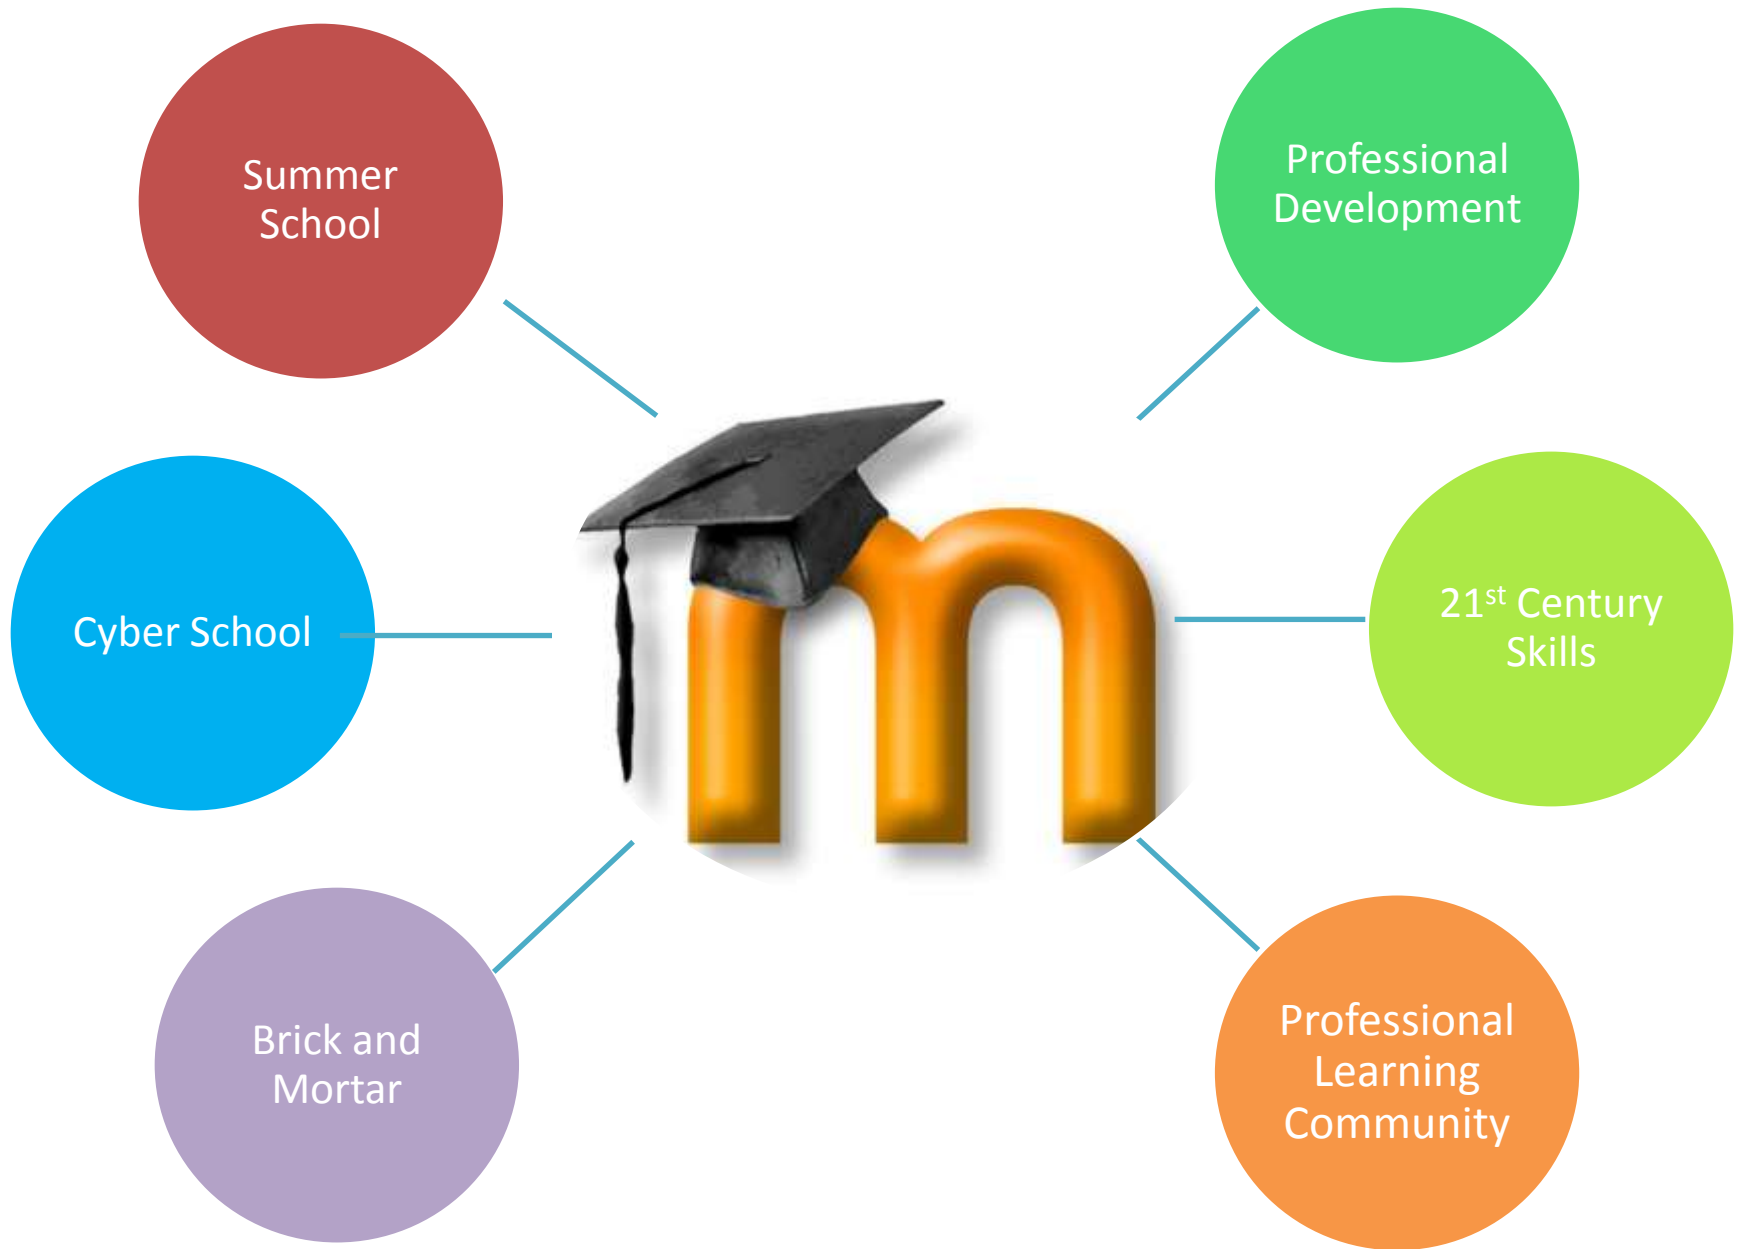 Summer
School
Professional
Development
Cyber School
21st Century
Skills
Brick and
Mortar
Professional
Learning
Community
m